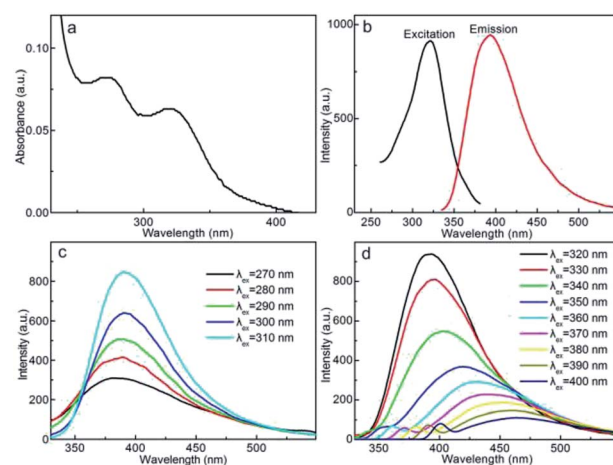 a
0.10
0.05
0.00
Absorbance (a.u.)
300
400
Wavelength (nm)
b
Excitation
Emission
1000
500
0
Intensity (a.u.)
250
300
350
400
450
500
Wavelength (nm)
c
λex=270 nm
λex=280 nm
λex=290 nm
λex=300 nm
λex=310 nm
800
600
400
200
0
Intensity (a.u.)
350
400
450
500
Wavelength (nm)
d
λex=320 nm
λex=330 nm
λex=340 nm
λex=350 nm
λex=360 nm
λex=370 nm
λex=380 nm
λex=390 nm
λex=400 nm
800
600
400
200
0
Intensity (a.u.)
350
400
450
500
Wavelength (nm)